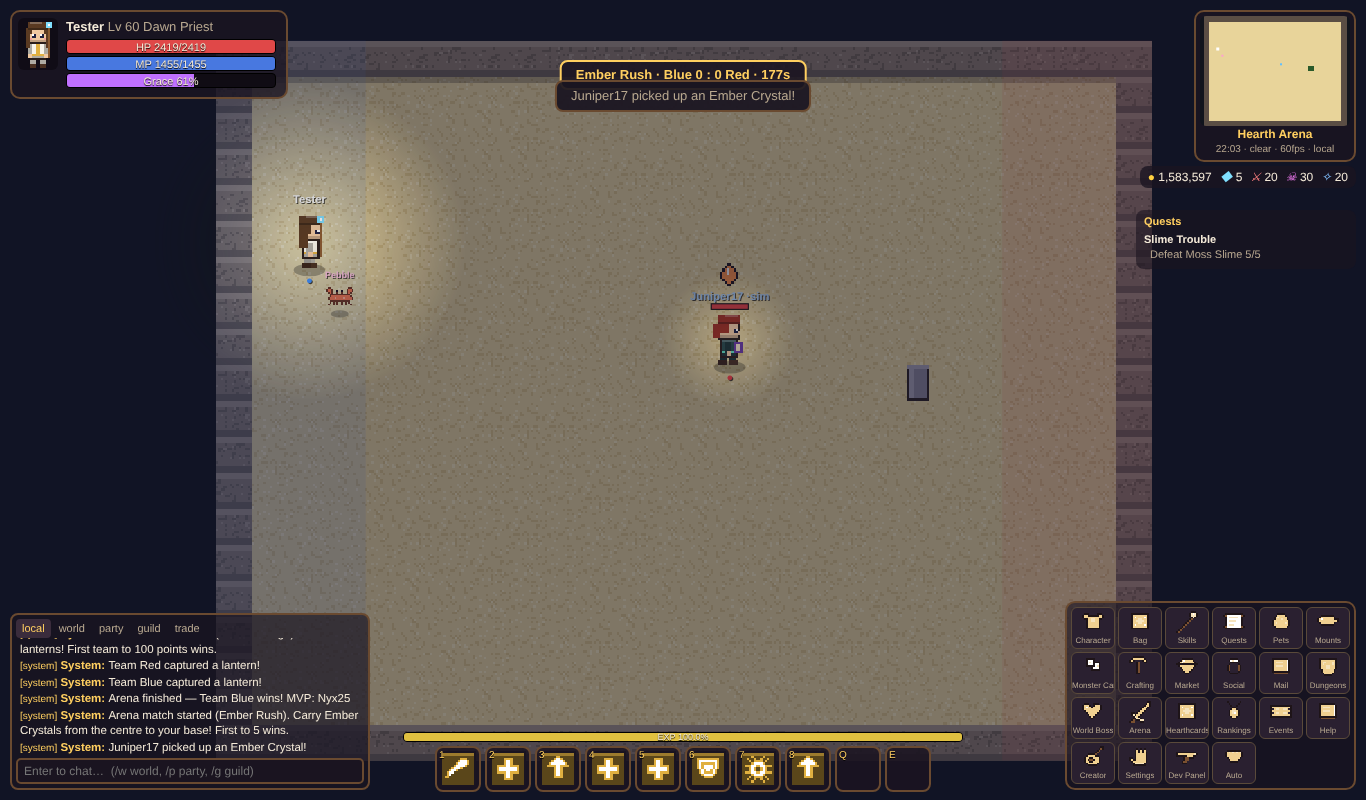 Tester Lv 60 Dawn Priest
HP 2419/2419
MP 1455/1455
Grace 61%
Ember Rush · Blue 0 : 0 Red · 177s
Juniper17 picked up an Ember Crystal!
Hearth Arena
22:03 · clear · 60fps · local
1,583,597 5 20 30 20
Quests
Slime Trouble
Defeat Moss Slime 5/5
Tester
Pebble
Juniper17 ·sim
local world party guild trade
lanterns! First team to 100 points wins.
[system] System: Team Red captured a lantern!
[system] System: Team Blue captured a lantern!
[system] System: Arena finished — Team Blue wins! MVP: Nyx25
[system] System: Arena match started (Ember Rush). Carry Ember
Crystals from the centre to your base! First to 5 wins.
[system] System: Juniper17 picked up an Ember Crystal!
Enter to chat… (/w world, /p party, /g guild)
EXP 100.0%
1 2 3 4 5 6 7 8 Q E
Character Bag Skills Quests Pets Mounts
Monster Ca Crafting Market Social Mail Dungeons
World Boss Arena Hearthcards Rankings Events Help
Creator Settings Dev Panel Auto